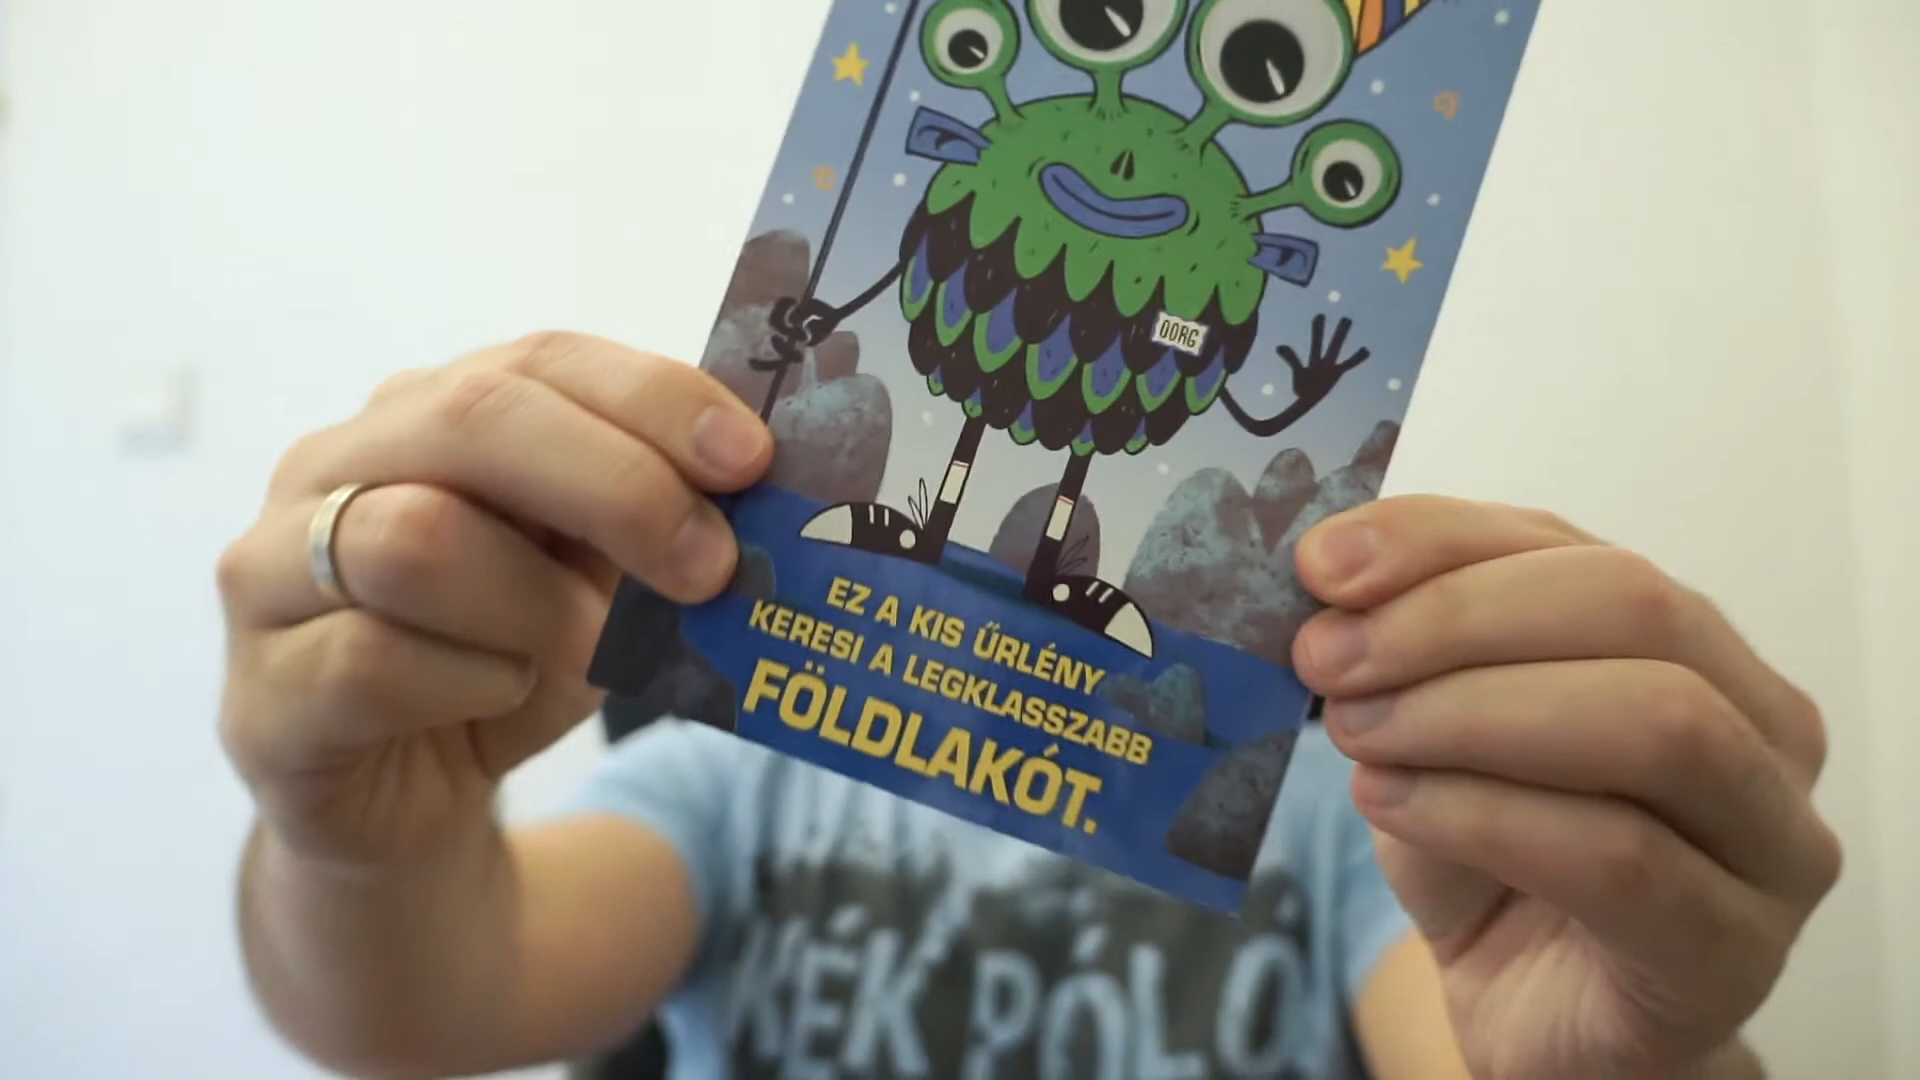 OORG
EZ A KIS ŰRLÉNY
KERESI A LEGKLASSZABB
FÖLDLAKÓT.
KÉK PÓLÓ